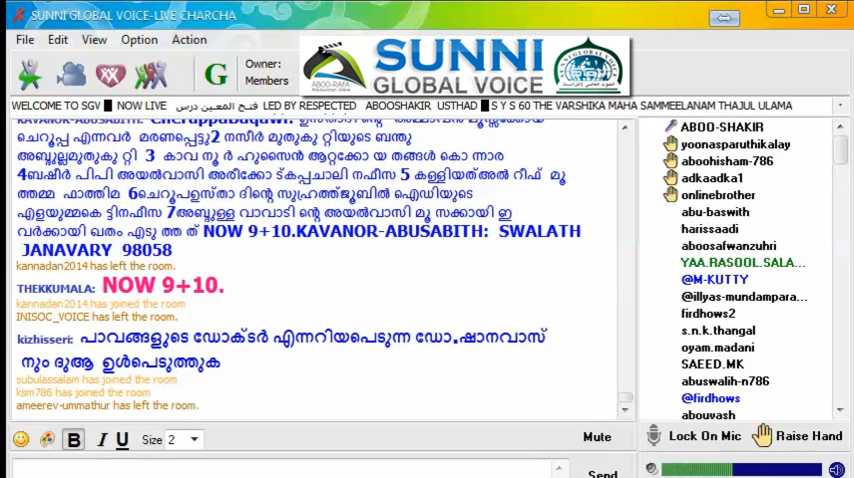 SUNNI GLOBAL VOICE-LIVE CHARCHA
File Edit View Option Action
SUNNI
GLOBAL VOICE
ABOO-RAFA
G
Owner:
Members
WELCOME TO SGV NOW LIVE فتح المعين درس LED BY RESPECTED ABOOSHAKIR USTHAD S Y S 60 THE VARSHIKA MAHA SAMMEELANAM THAJUL ULAMA
KAVANOR-ABUSABITH: Cheruppabaquvi:
ചെറൂപ്പ എന്നവർ മരണപ്പെട്ടു2 നസീർ മുതുകു റ്റിയുടെ ബന്തു
അബ്ദുല്ലമുതുകു റ്റി 3 കാവ നൂ ർ ഹുസൈൻ ആറ്റക്കോ യ തങ്ങൾ കൊ ന്നാര
4ബഷീർ പിപി അയൽവാസി അരീക്കോ ട്കപ്പചാലി നഫീസ 5 കള്ളിയത്അൽ റീഫ് മൂ
ത്തമ്മ ഫാത്തിമ 6ചെറൂപഉസ്താ ദിന്റെ സുഹ്രത്ത്ജൂബിൽ ഐഡിയുടെ
എളയുമ്മകെ ട്ടിനഫീസ 7അബ്ദുള്ള വാവാടി ന്റെ അയൽവാസി മൂ സക്കായി ഇ
വർക്കായി ഖതം എടു ത്ത ത് NOW 9+10.KAVANOR-ABUSABITH: SWALATH
JANAVARY 98058
kannadan2014 has left the room.
THEKKUMALA: NOW 9+10.
kannadan2014 has joined the room
INISOC_VOICE has left the room.
kizhisseri: പാവങ്ങളുടെ ഡോക്ടർ എന്നറിയപെടുന്ന ഡോ.ഷാനവാസ്
നും ദുആ ഉൾപെടുത്തുക
subulassalam has joined the room
ksm786 has joined the room
ameerev-ummathur has left the room.
ABOO-SHAKIR
yoonasparuthikalay
aboohisham-786
adkaadka1
onlinebrother
abu-baswith
harissaadi
aboosafwanzuhri
YAA.RASOOL.SALA...
@M-KUTTY
@illyas-mundampara...
firdhows2
s.n.k.thangal
oyam.madani
SAEED.MK
abuswalih-n786
@firdhows
abouyash
B I U Size 2 Mute
Lock On Mic Raise Hand
Send